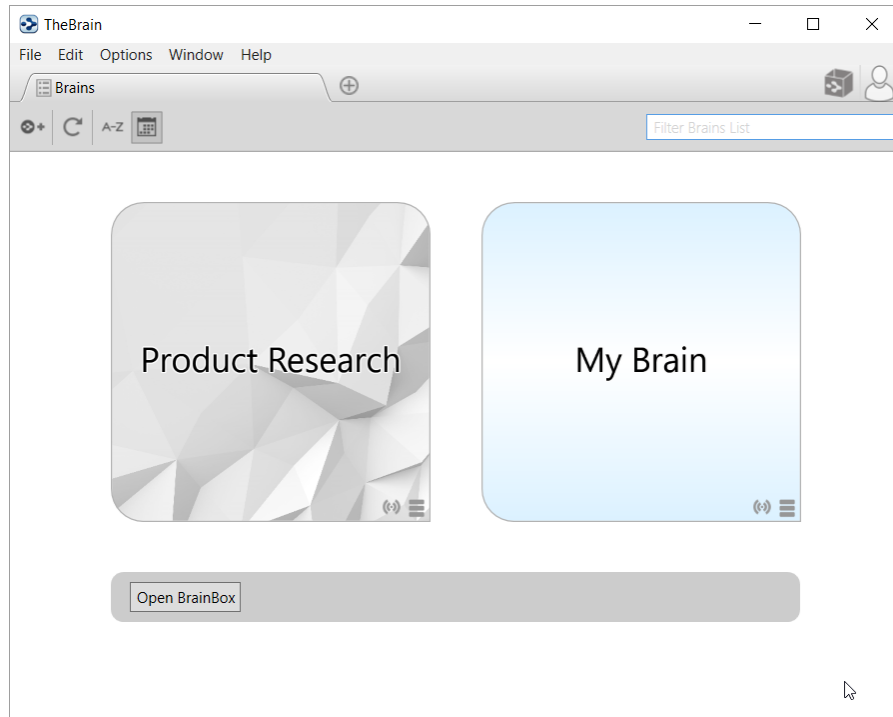 TheBrain
File Edit Options Window Help
Brains
A-Z
Filter Brains List
Product Research
My Brain
Open BrainBox